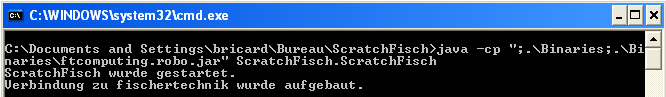 C:\WINDOWS\system32\cmd.exe
C:\Documents and Settings\bricard\Bureau\ScratchFisch>java -cp ";.\Binaries;.\Bi
naries\ftcomputing.robo.jar" ScratchFisch.ScratchFisch
ScratchFisch wurde gestartet.
Verbindung zu fischertechnik wurde aufgebaut.